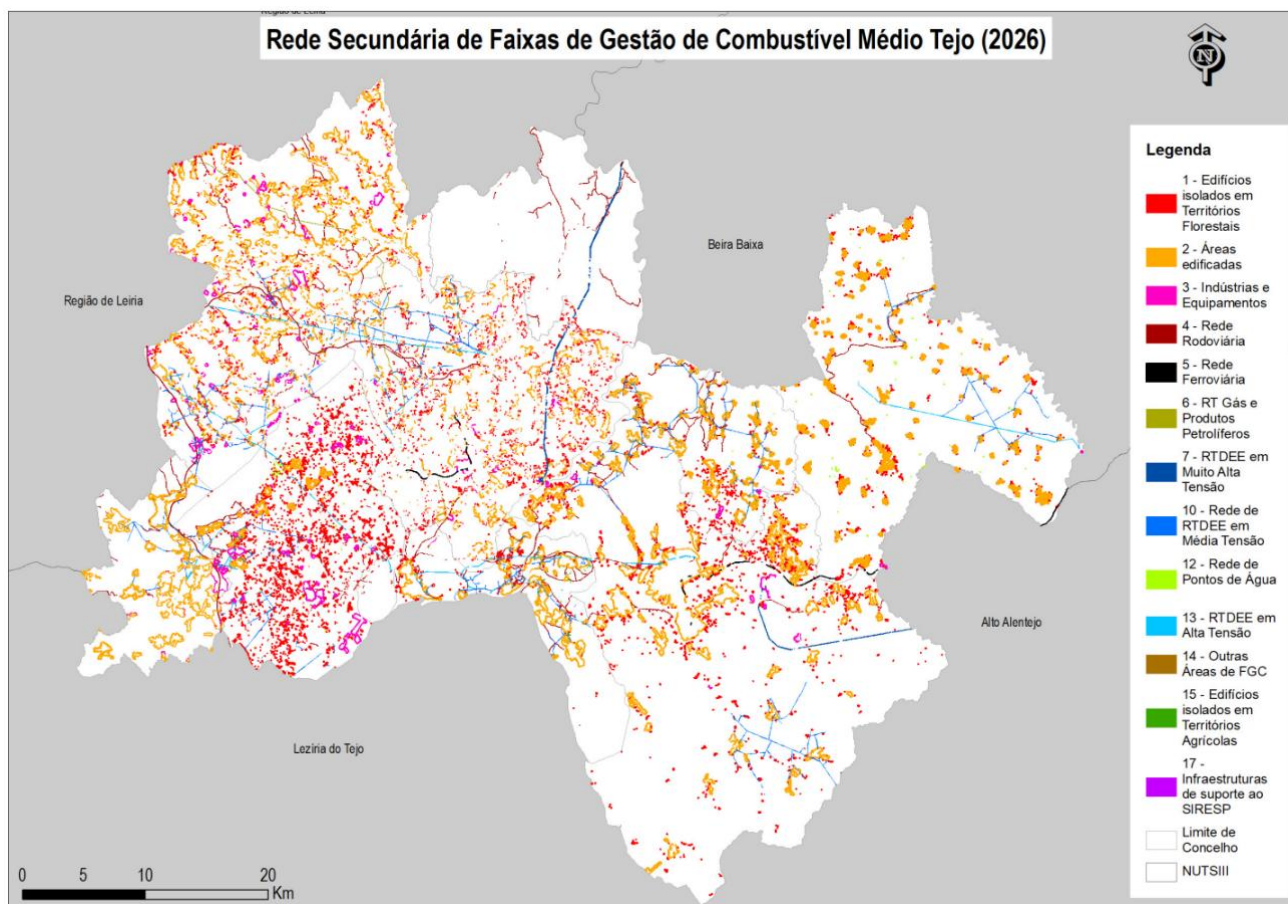 Região de Leiria
Rede Secundária de Faixas de Gestão de Combustível Médio Tejo (2026)
N
Beira Baixa
Região de Leiria
Alto Alentejo
Lezíria do Tejo
0 5 10 20
Km
Legenda
1 - Edifícios
isolados em
Territórios
Florestais
2 - Áreas
edificadas
3 - Indústrias e
Equipamentos
4 - Rede
Rodoviária
5 - Rede
Ferroviária
6 - RT Gás e
Produtos
Petrolíferos
7 - RTDEE em
Muito Alta
Tensão
10 - Rede de
RTDEE em
Média Tensão
12 - Rede de
Pontos de Água
13 - RTDEE em
Alta Tensão
14 - Outras
Áreas de FGC
15 - Edifícios
isolados em
Territórios
Agrícolas
17 -
Infraestruturas
de suporte ao
SIRESP
Limite de
Concelho
NUTSIII